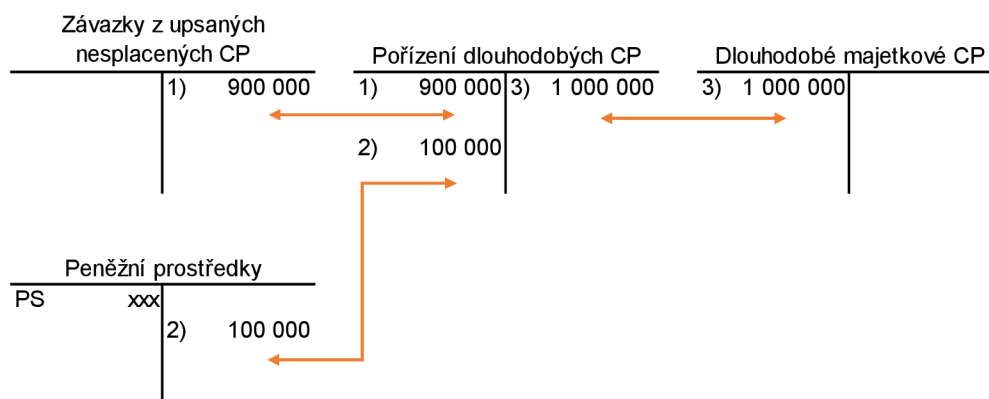 Závazky z upsaných
nesplacených CP
Pořízení dlouhodobých CP
Dlouhodobé majetkové CP
1) 900 000
1) 900 000
3) 1 000 000
3) 1 000 000
2) 100 000
Peněžní prostředky
PS xxx
2) 100 000